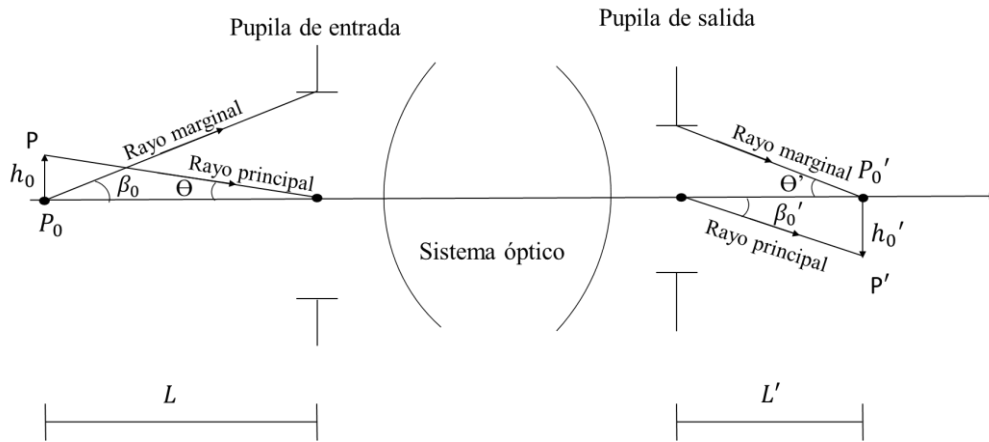 Pupila de entrada
Pupila de salida
Rayo marginal
Rayo marginal
P
Rayo principal
P₀'
h₀
β₀
ϴ
ϴ'
P₀
β₀'
h₀'
Rayo principal
Sistema óptico
P'
L
L'